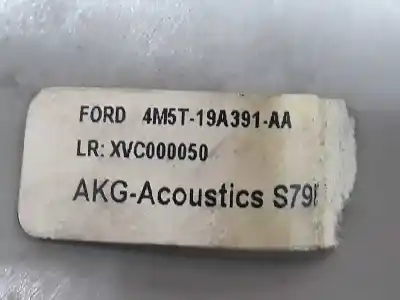 FORD 4M5T-19A391-AA
LR: XVC000050
AKG-Acoustics